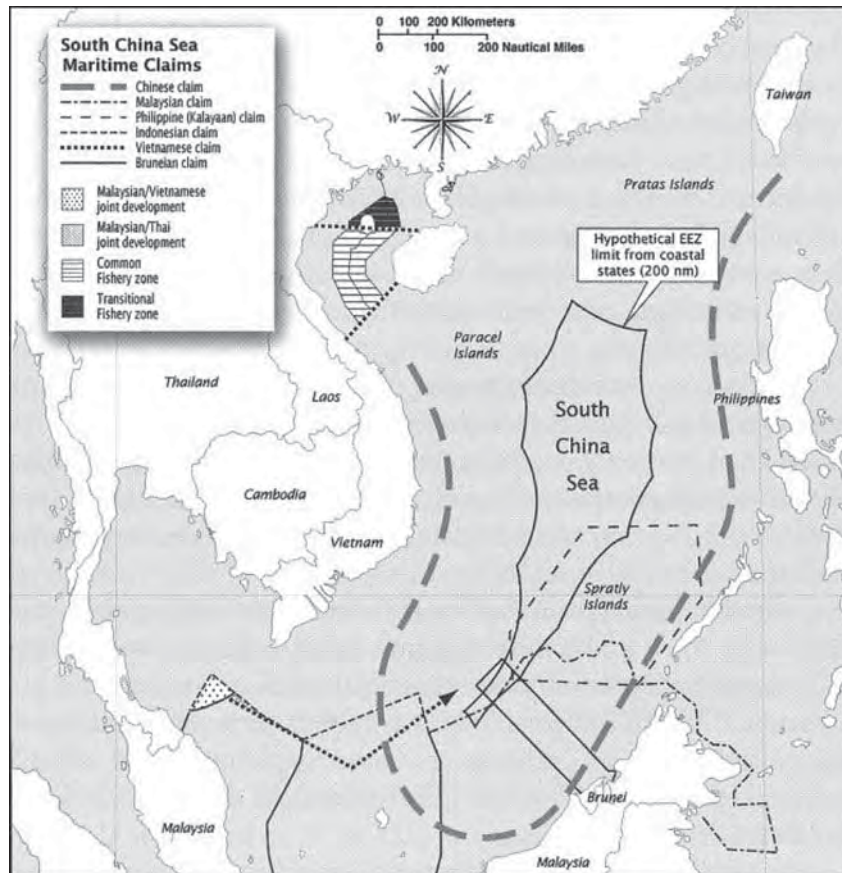 0 100 200 Kilometers
0 100 200 Nautical Miles
South China Sea
Maritime Claims
Chinese claim
Malaysian claim
Philippine (Kalayaan) claim
Indonesian claim
Vietnamese claim
Bruneian claim
Malaysian/Vietnamese
joint development
Malaysian/Thai
joint development
Common
Fishery zone
Transitional
Fishery zone
N
W
E
S
Taiwan
Pratas Islands
Hypothetical EEZ
limit from coastal
states (200 nm)
Paracel
Islands
Thailand
Laos
Philippines
South
China
Sea
Cambodia
Vietnam
Spratly
Islands
Brunei
Malaysia
Malaysia